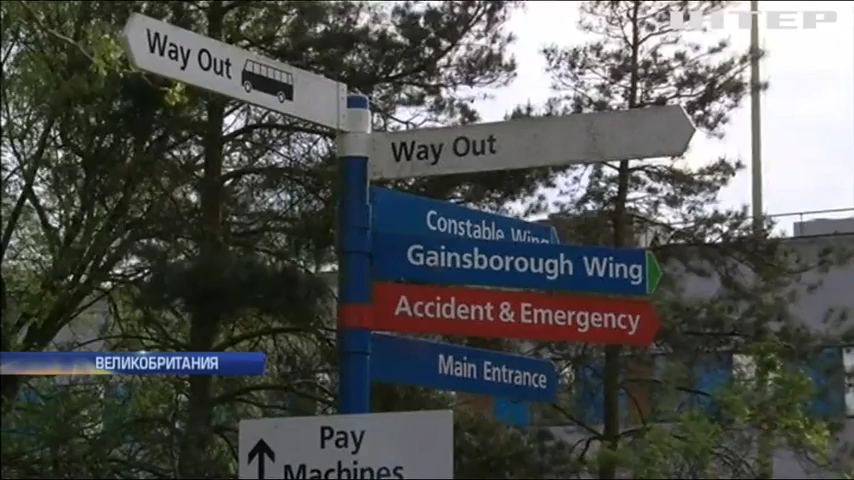 ІНТЕР
Way Out
Way Out
Constable Wing
Gainsborough Wing
Accident & Emergency
Main Entrance
ВЕЛИКОБРИТАНИЯ
Pay
Machines